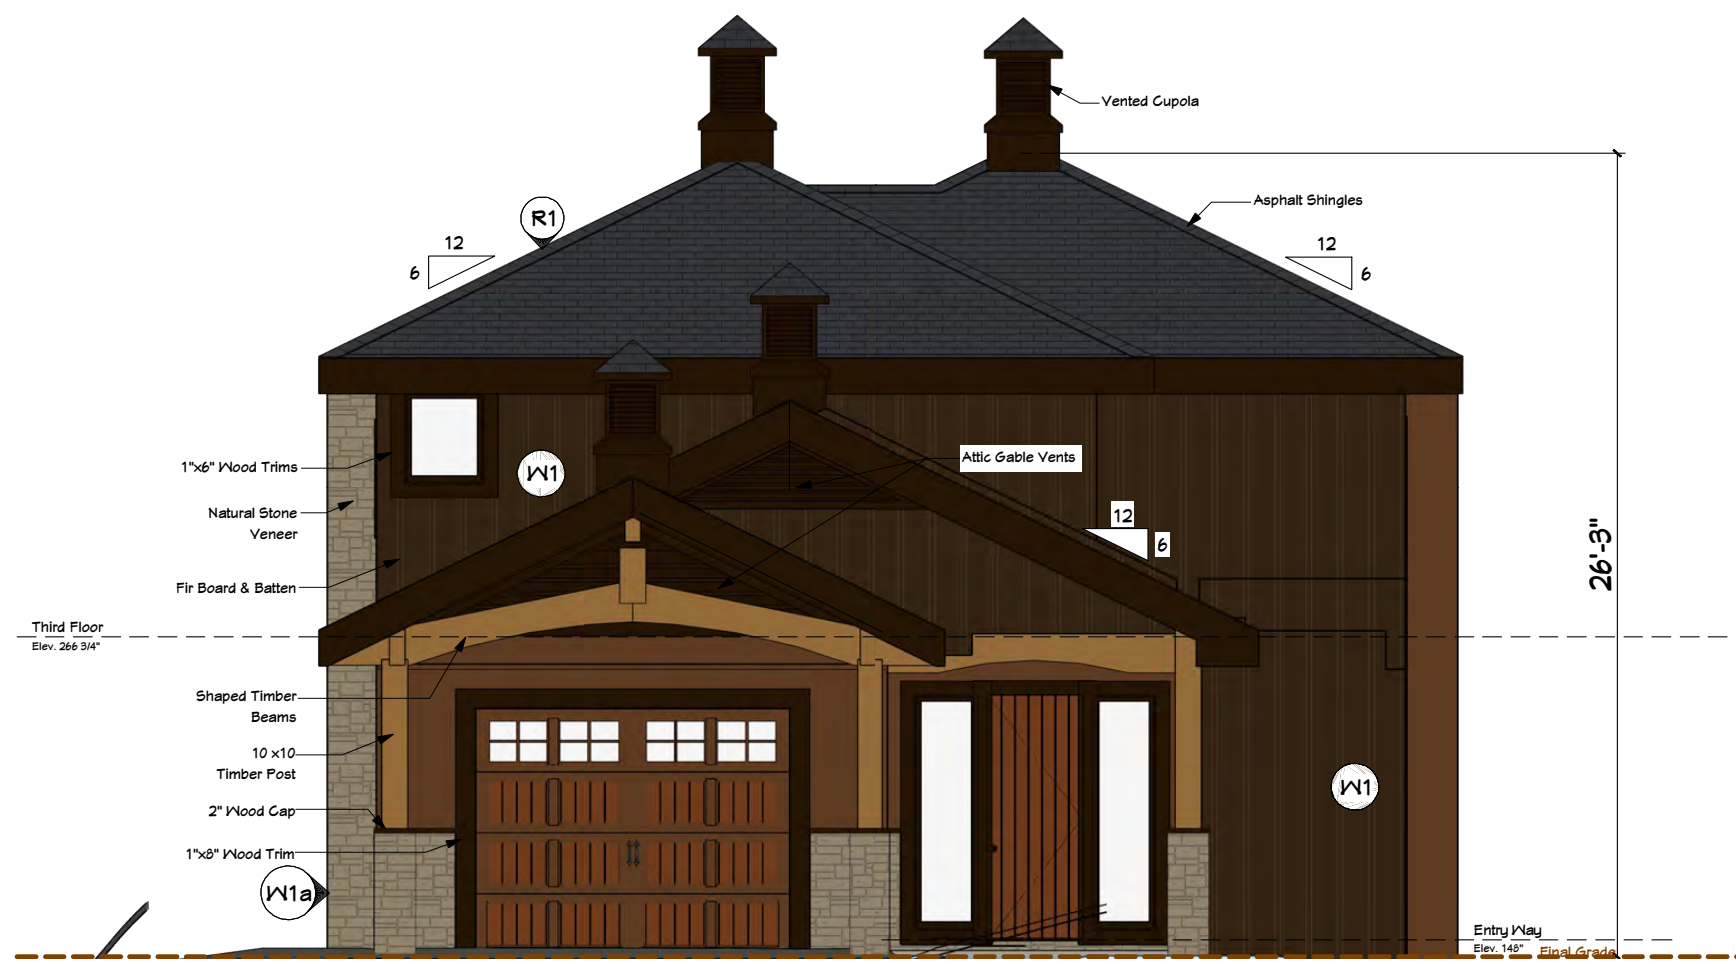 Vented Cupola
R1
Asphalt Shingles
12
6
12
6
Attic Gable Vents
1"x6" Wood Trims
W1
Natural Stone
Veneer
12
6
26'-3"
Fir Board & Batten
Third Floor
Elev. 266 3/4"
Shaped Timber
Beams
10 x10
Timber Post
W1
2" Wood Cap
1"x8" Wood Trim
W1a
Entry Way
Elev. 148"
Final Grade